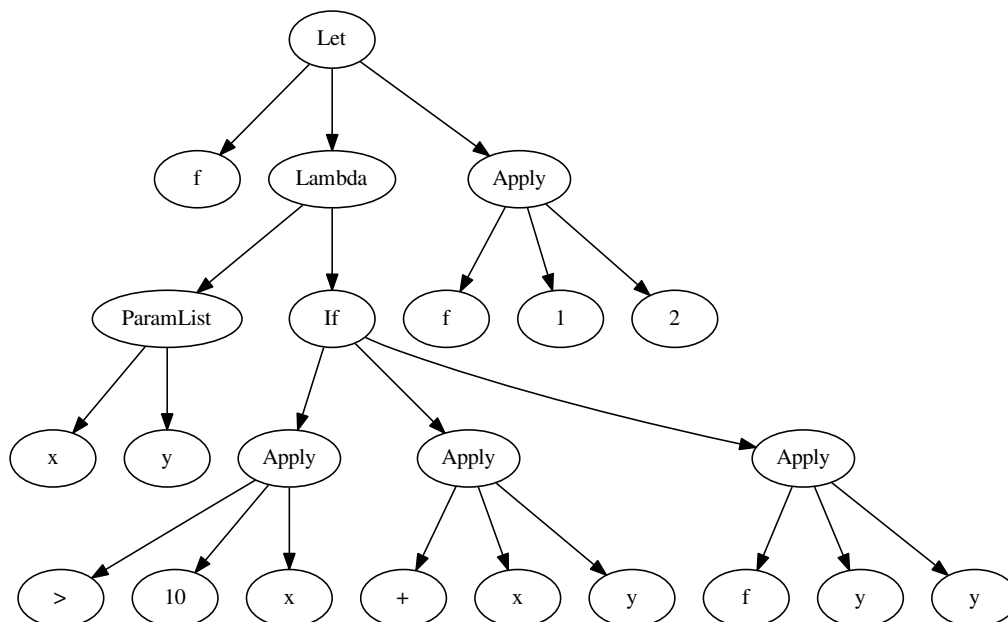 Let
f Lambda Apply
ParamList If f 1 2
x y Apply Apply Apply
> 10 x + x y f y y